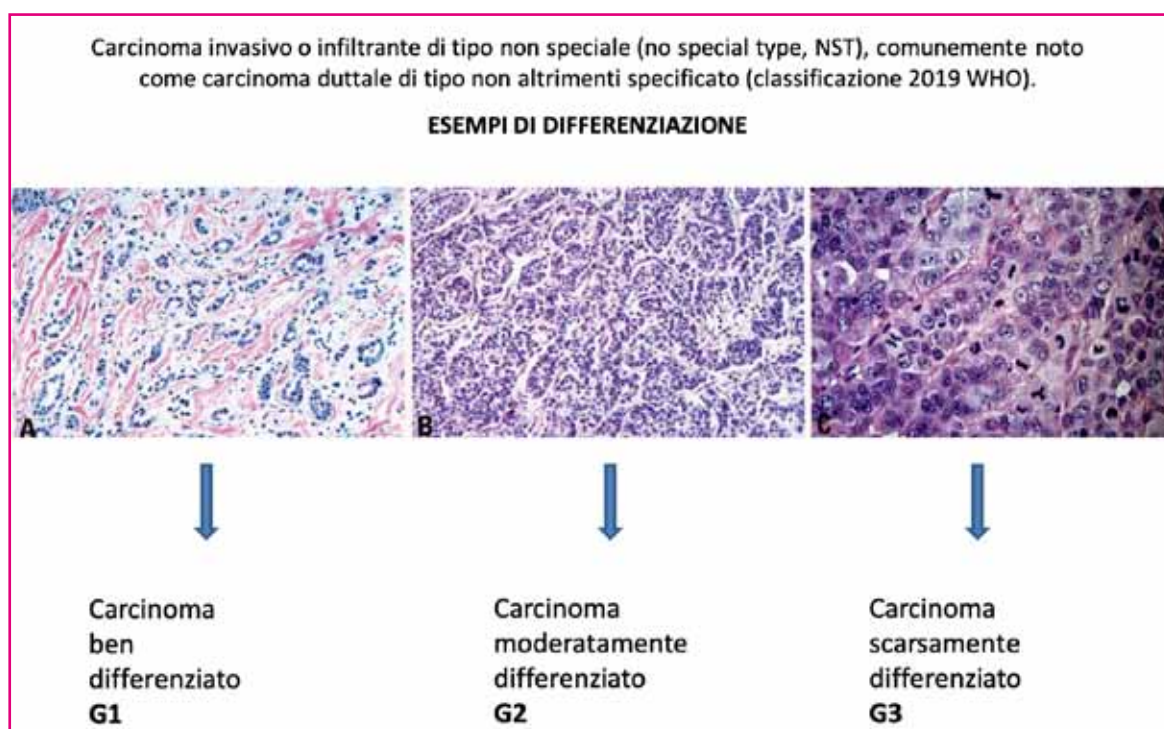 Carcinoma invasivo o infiltrante di tipo non speciale (no special type, NST), comunemente noto
come carcinoma duttale di tipo non altrimenti specificato (classificazione 2019 WHO).
ESEMPI DI DIFFERENZIAZIONE
A
B
C
Carcinoma
ben
differenziato
G1
Carcinoma
moderatamente
differenziato
G2
Carcinoma
scarsamente
differenziato
G3